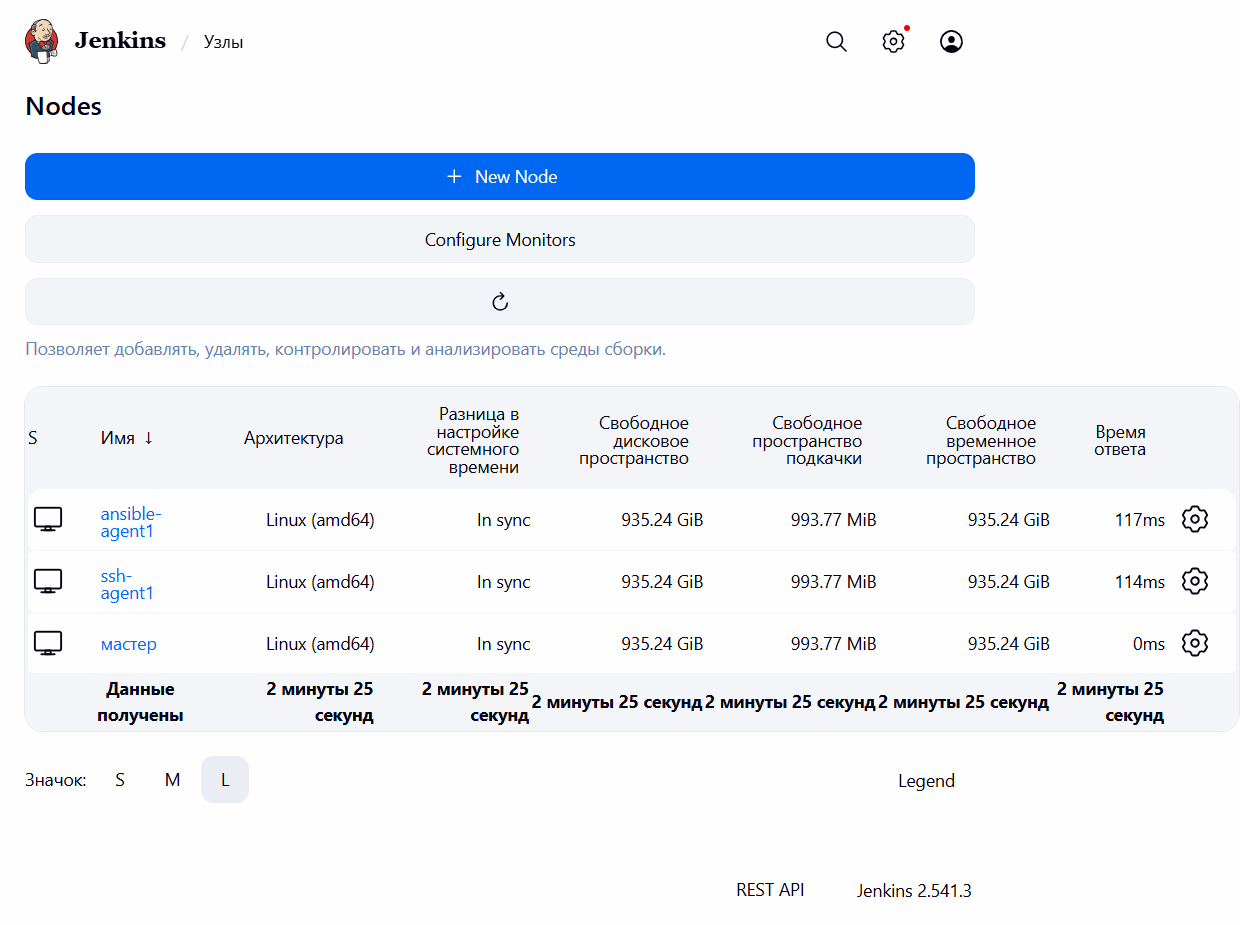 Jenkins / Узлы
Nodes
+ New Node
Configure Monitors
Позволяет добавлять, удалять, контролировать и анализировать среды сборки.
S
Имя ↓
Архитектура
Разница в
настройке
системного
времени
Свободное
дисковое
пространство
Свободное
пространство
подкачки
Свободное
временное
пространство
Время
ответа
ansible-
agent1
Linux (amd64)
In sync
935.24 GiB
993.77 MiB
935.24 GiB
117ms
ssh-
agent1
Linux (amd64)
In sync
935.24 GiB
993.77 MiB
935.24 GiB
114ms
мастер
Linux (amd64)
In sync
935.24 GiB
993.77 MiB
935.24 GiB
0ms
Данные
получены
2 минуты 25
секунд
2 минуты 25
секунд
2 минуты 25 секунд
2 минуты 25 секунд
2 минуты 25 секунд
2 минуты 25
секунд
Значок: S M L
Legend
REST API
Jenkins 2.541.3